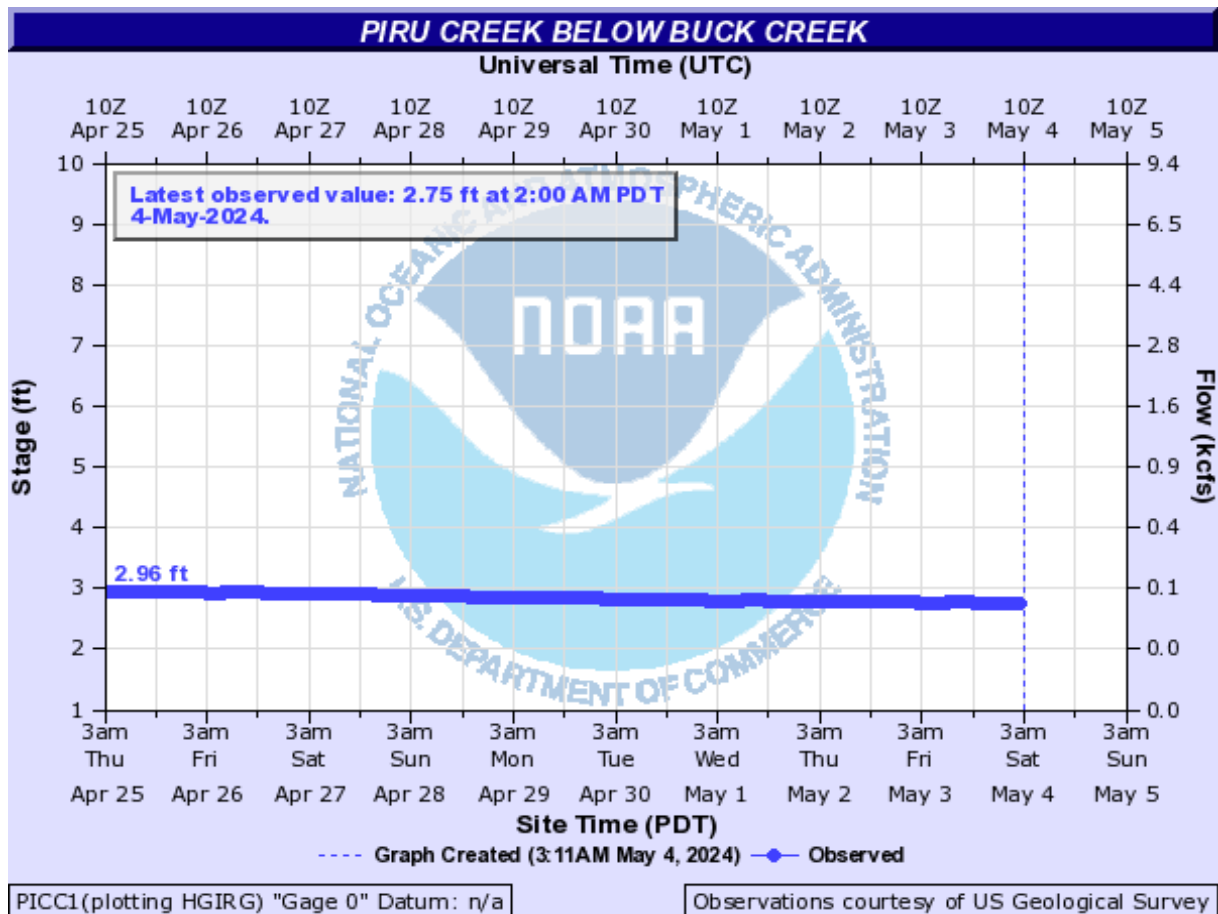 PIRU CREEK BELOW BUCK CREEK
Universal Time (UTC)
10Z 10Z 10Z 10Z 10Z 10Z 10Z 10Z 10Z 10Z 10Z
Apr 25 Apr 26 Apr 27 Apr 28 Apr 29 Apr 30 May 1 May 2 May 3 May 4 May 5
Latest observed value: 2.75 ft at 2:00 AM PDT
4-May-2024.
NATIONAL OCEANIC AND ATMOSPHERIC ADMINISTRATION
NOAA
U.S. DEPARTMENT OF COMMERCE
Stage (ft)
10 9.4
9 6.5
8 4.4
7 2.8
6 1.6
5 0.9
4 0.4
3 0.1
2 0.0
1 0.0
Flow (kcfs)
2.96 ft
3am 3am 3am 3am 3am 3am 3am 3am 3am 3am 3am
Thu Fri Sat Sun Mon Tue Wed Thu Fri Sat Sun
Apr 25 Apr 26 Apr 27 Apr 28 Apr 29 Apr 30 May 1 May 2 May 3 May 4 May 5
Site Time (PDT)
Graph Created (3:11AM May 4, 2024) Observed
PICC1(plotting HGIRG) "Gage 0" Datum: n/a
Observations courtesy of US Geological Survey